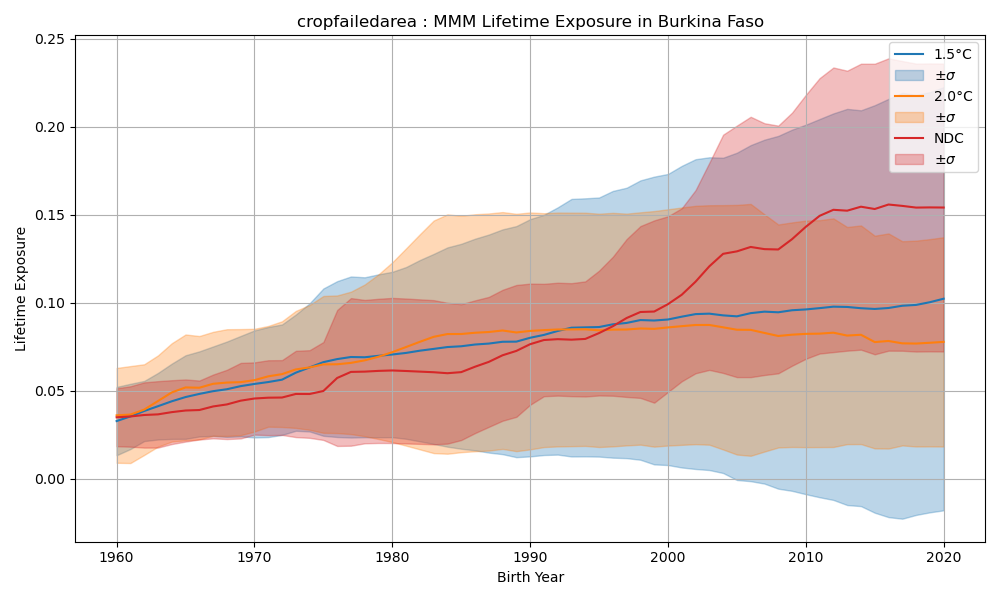 cropfailedarea : MMM Lifetime Exposure in Burkina Faso
0.25
0.20
0.15
0.10
0.05
0.00
Lifetime Exposure
1960 1970 1980 1990 2000 2010 2020
Birth Year
1.5°C
±σ
2.0°C
±σ
NDC
±σ